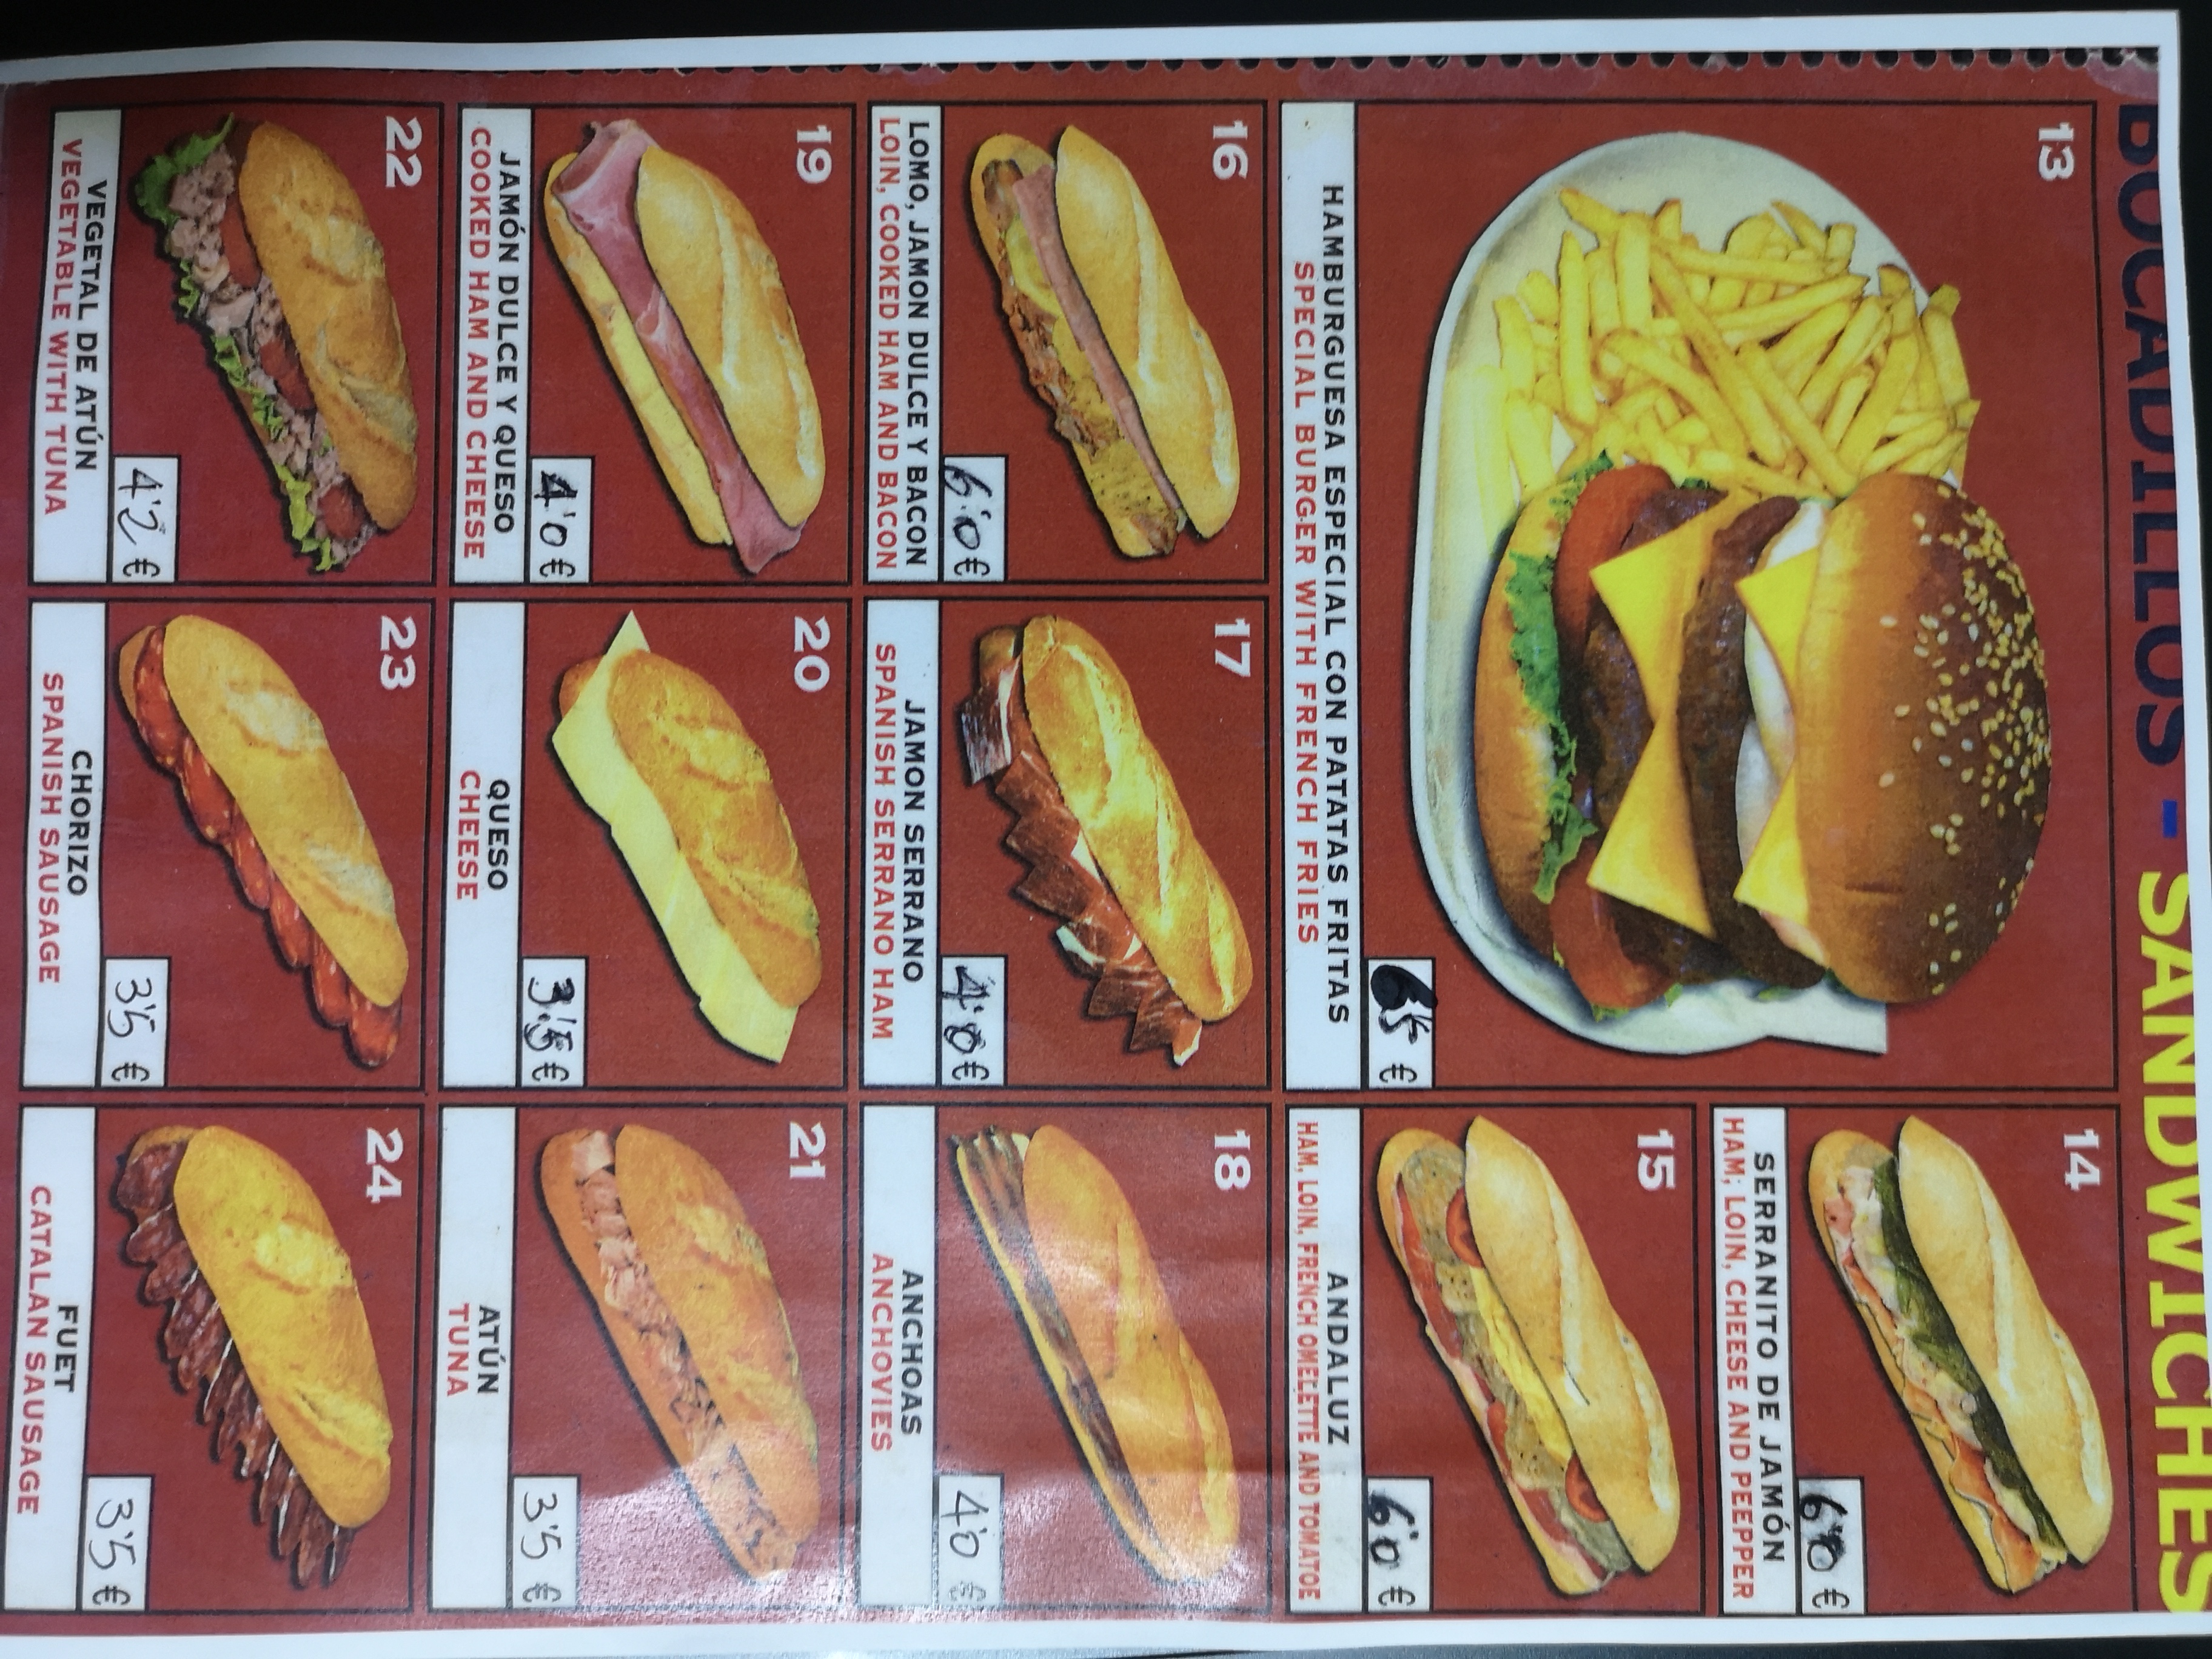 BOCADILLOS - SANDWICHES
13
6'5 €
HAMBURGUESA ESPECIAL CON PATATAS FRITAS
SPECIAL BURGER WITH FRENCH FRIES
14
6'0 €
SERRANITO DE JAMÓN
HAM; LOIN, CHEESE AND PEEPPER
15
6'0 €
ANDALUZ
HAM, LOIN, FRENCH OMELETTE AND TOMATOE
16
6'0 €
LOMO, JAMON DULCE Y BACON
LOIN, COOKED HAM AND BACON
17
4'0 €
JAMON SERRANO
SPANISH SERRANO HAM
18
4'0 €
ANCHOAS
ANCHOVIES
19
4'0 €
JAMÓN DULCE Y QUESO
COOKED HAM AND CHEESE
20
3'5 €
QUESO
CHEESE
21
3'5 €
ATÚN
TUNA
22
4'2 €
VEGETAL DE ATÚN
VEGETABLE WITH TUNA
23
3'5 €
CHORIZO
SPANISH SAUSAGE
24
3'5 €
FUET
CATALAN SAUSAGE